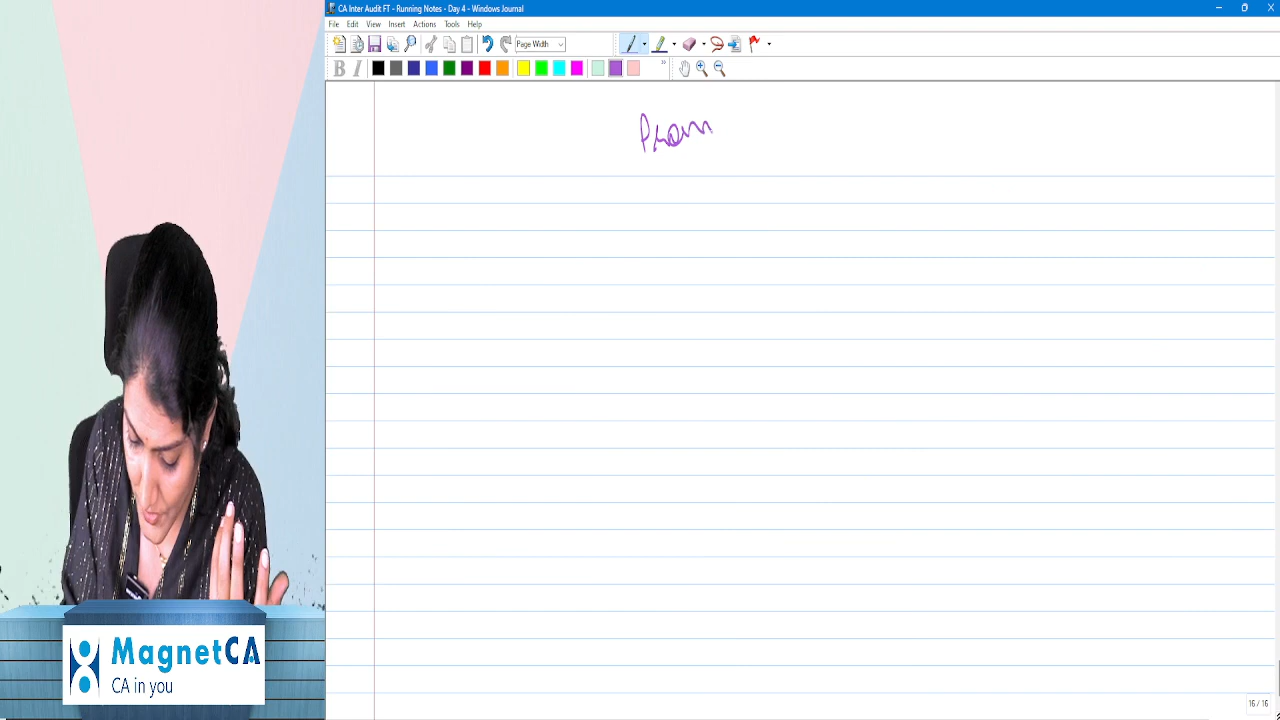 CA Inter Audit FT - Running Notes - Day 4 - Windows Journal
File Edit View Insert Actions Tools Help
Page Width
B I
Prom
MagnetCA
CA in you
16 / 16